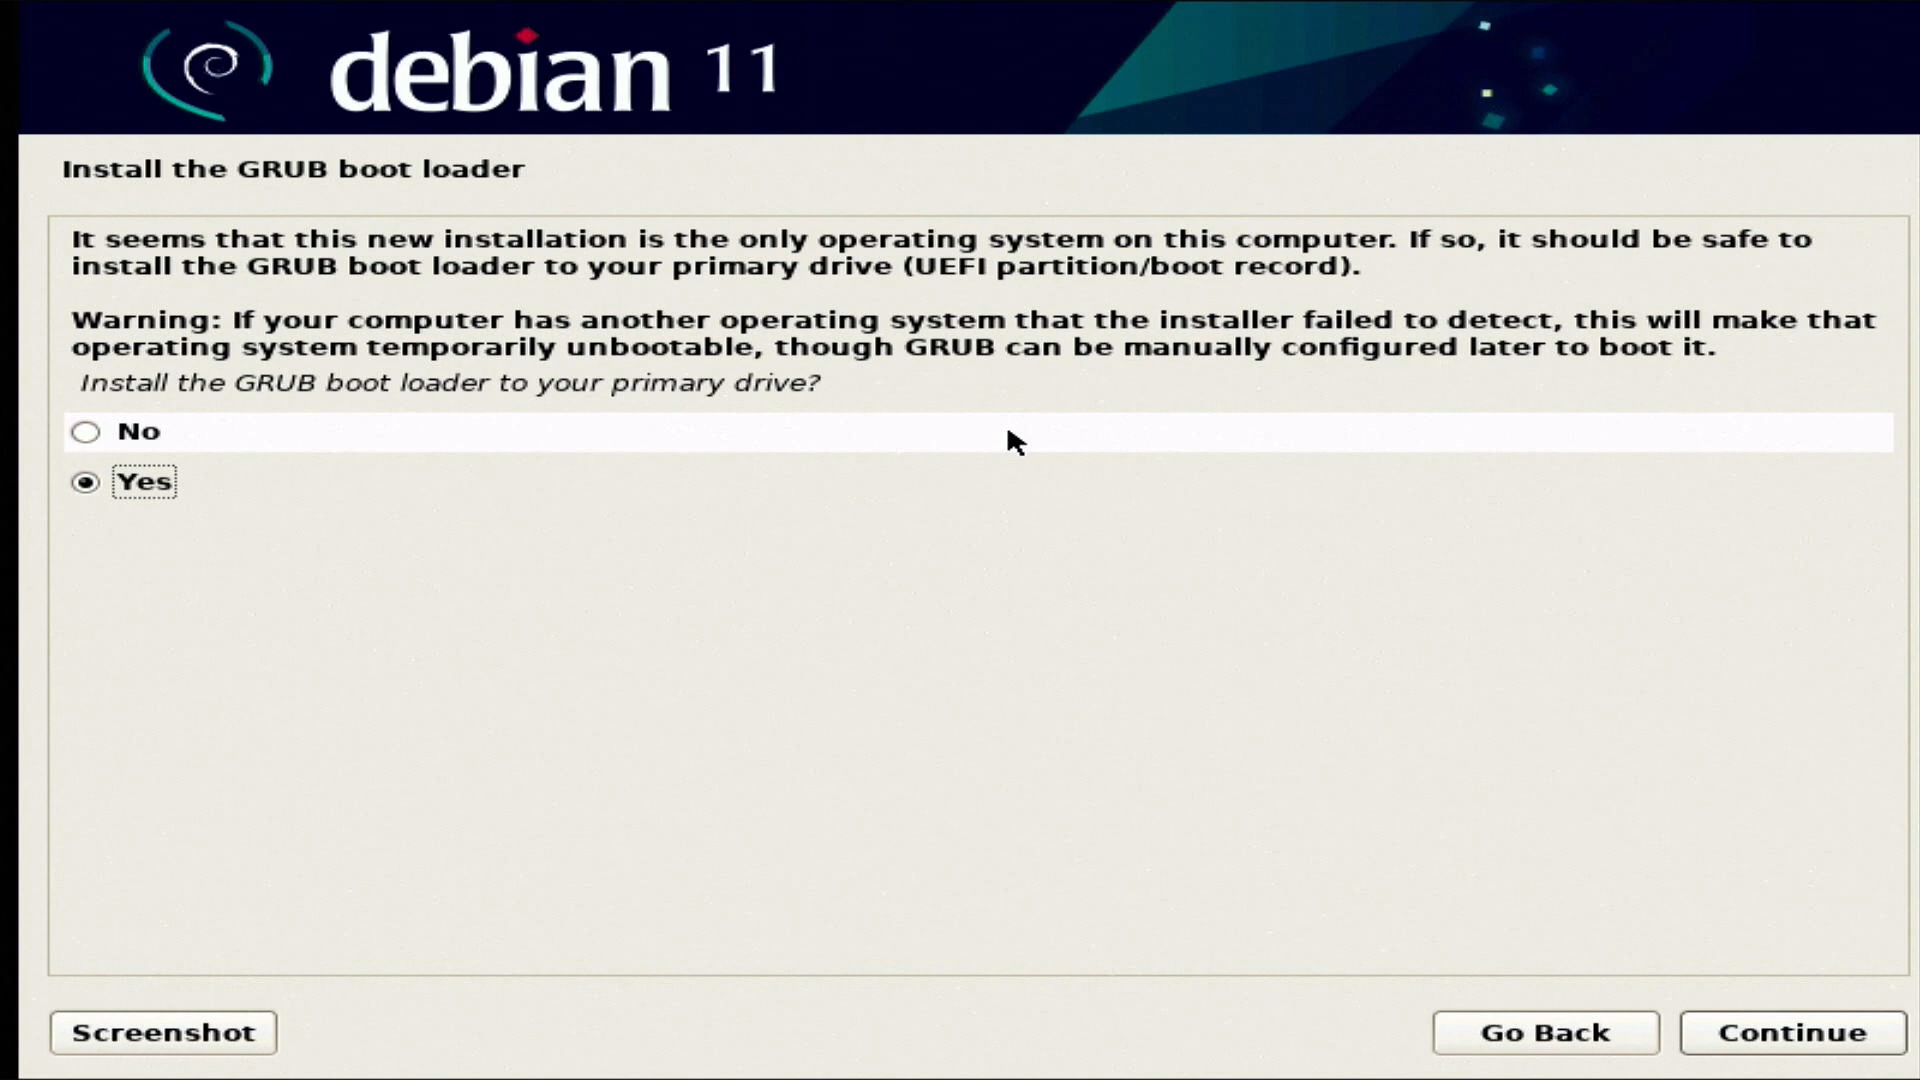 debian 11
Install the GRUB boot loader
It seems that this new installation is the only operating system on this computer. If so, it should be safe to
install the GRUB boot loader to your primary drive (UEFI partition/boot record).
Warning: If your computer has another operating system that the installer failed to detect, this will make that
operating system temporarily unbootable, though GRUB can be manually configured later to boot it.
Install the GRUB boot loader to your primary drive?
No
Yes
Screenshot
Go Back
Continue